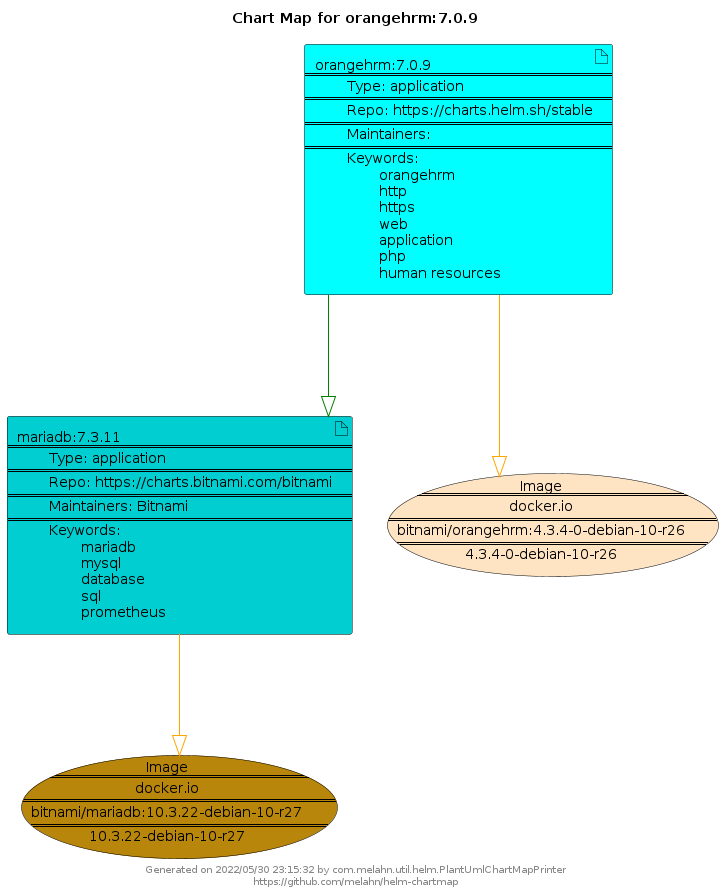 Chart Map for orangehrm:7.0.9
orangehrm:7.0.9
Type: application
Repo: https://charts.helm.sh/stable
Maintainers:
Keywords:
orangehrm
http
https
web
application
php
human resources
mariadb:7.3.11
Type: application
Repo: https://charts.bitnami.com/bitnami
Maintainers: Bitnami
Keywords:
mariadb
mysql
database
sql
prometheus
Image
docker.io
bitnami/orangehrm:4.3.4-0-debian-10-r26
4.3.4-0-debian-10-r26
Image
docker.io
bitnami/mariadb:10.3.22-debian-10-r27
10.3.22-debian-10-r27
Generated on 2022/05/30 23:15:32 by com.melahn.util.helm.PlantUmlChartMapPrinter
https://github.com/melahn/helm-chartmap